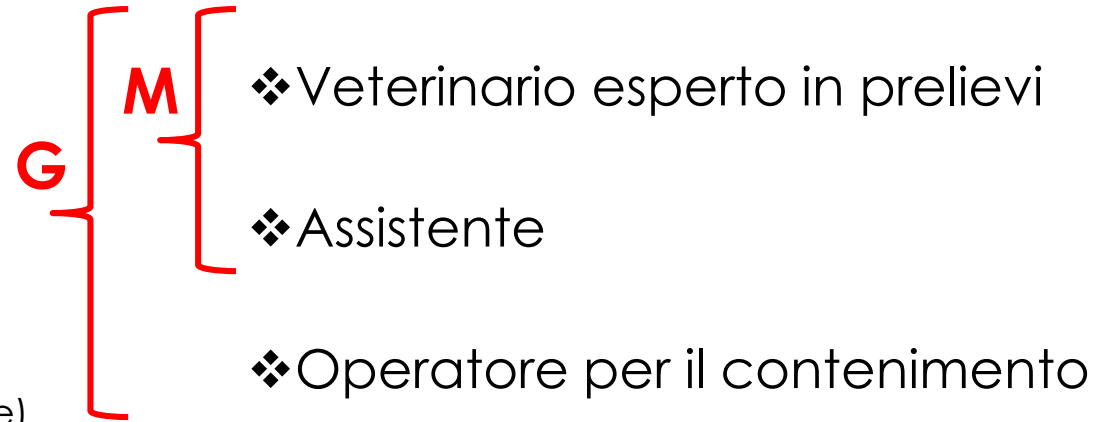 M ❖Veterinario esperto in prelievi
G
❖Assistente
❖Operatore per il contenimento
e)